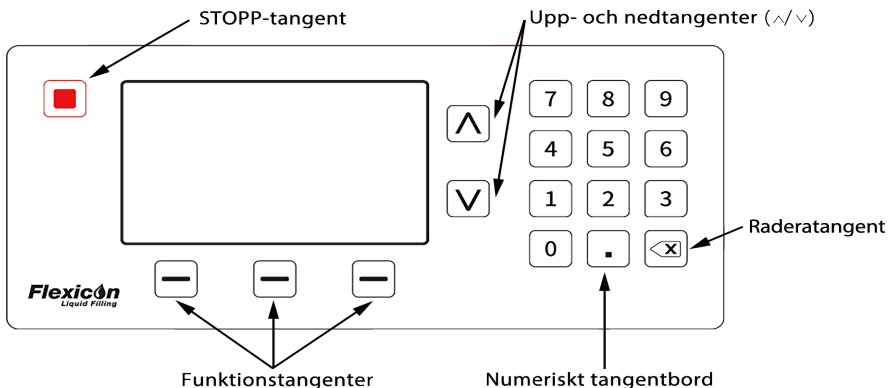 STOPP-tangent
Upp- och nedtangenter (∧/∨)
7 8 9
4 5 6
1 2 3
0 .
Raderatangent
Flexicon
Liquid Filling
Funktionstangenter
Numeriskt tangentbord